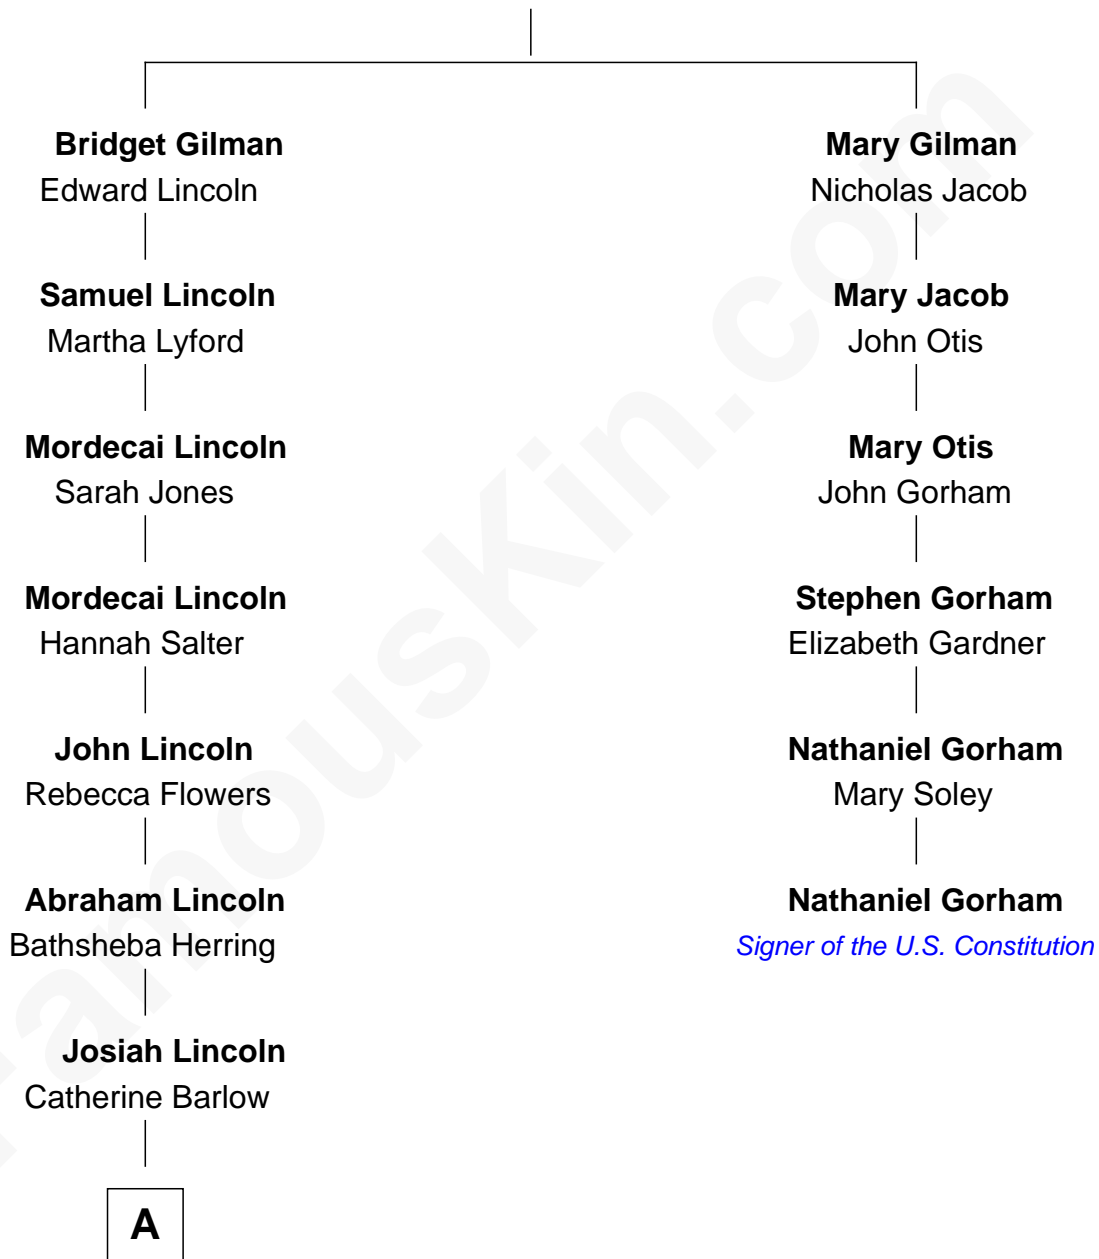 Bridget Gilman
Edward Lincoln
Samuel Lincoln
Martha Lyford
Mordecai Lincoln
Sarah Jones
Mordecai Lincoln
Hannah Salter
John Lincoln
Rebecca Flowers
Abraham Lincoln
Bathsheba Herring
Josiah Lincoln
Catherine Barlow
A
Mary Gilman
Nicholas Jacob
Mary Jacob
John Otis
Mary Otis
John Gorham
Stephen Gorham
Elizabeth Gardner
Nathaniel Gorham
Mary Soley
Nathaniel Gorham
Signer of the U.S. Constitution
FamousKin.com